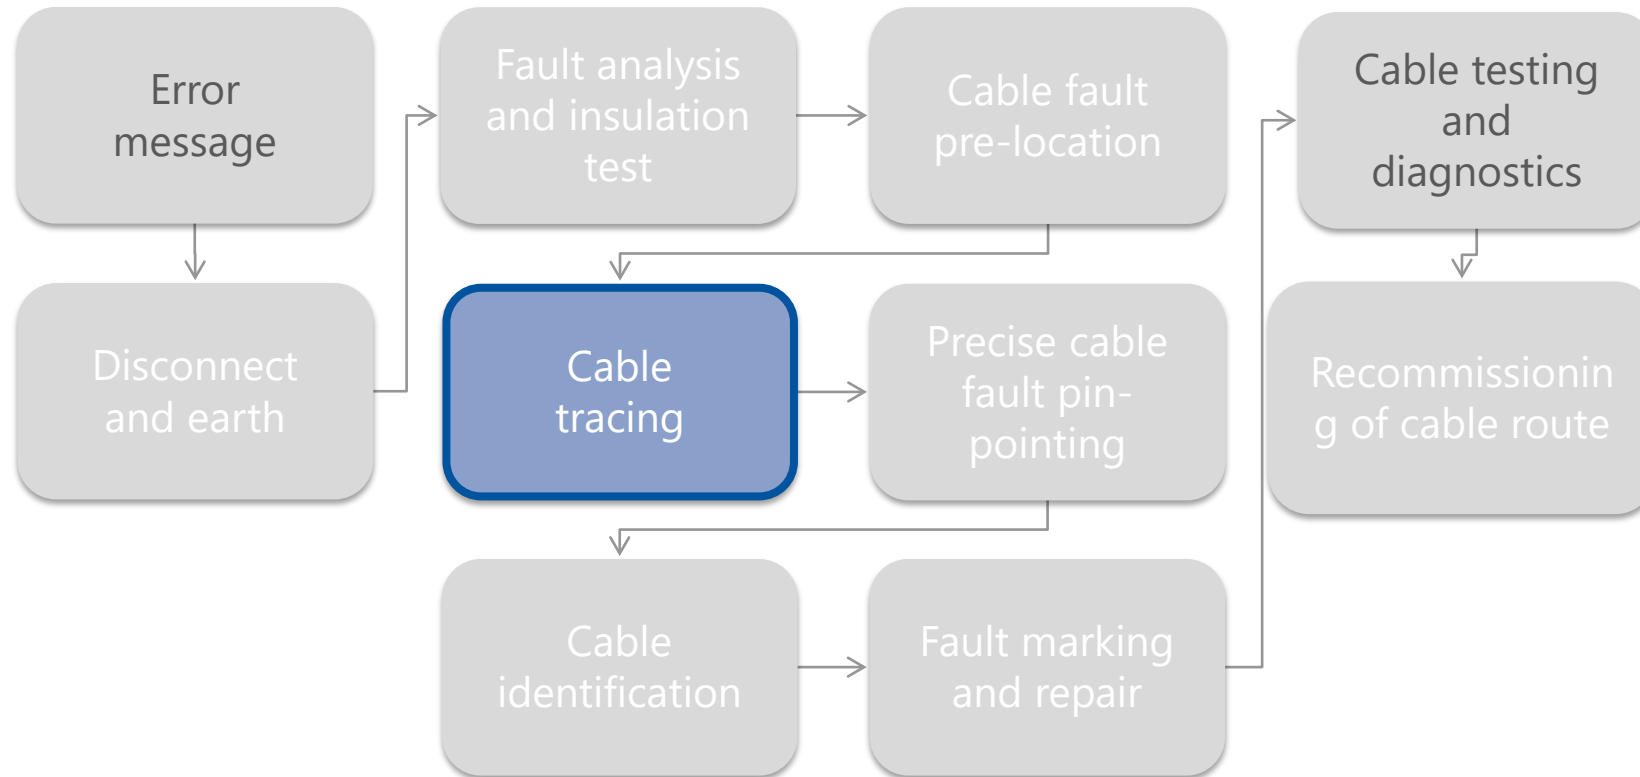 Error
message
Disconnect
and earth
Fault analysis
and insulation
test
Cable fault
pre-location
Cable
tracing
Precise cable
fault pin-
pointing
Cable
identification
Fault marking
and repair
Cable testing
and
diagnostics
Recommissionin
g of cable route